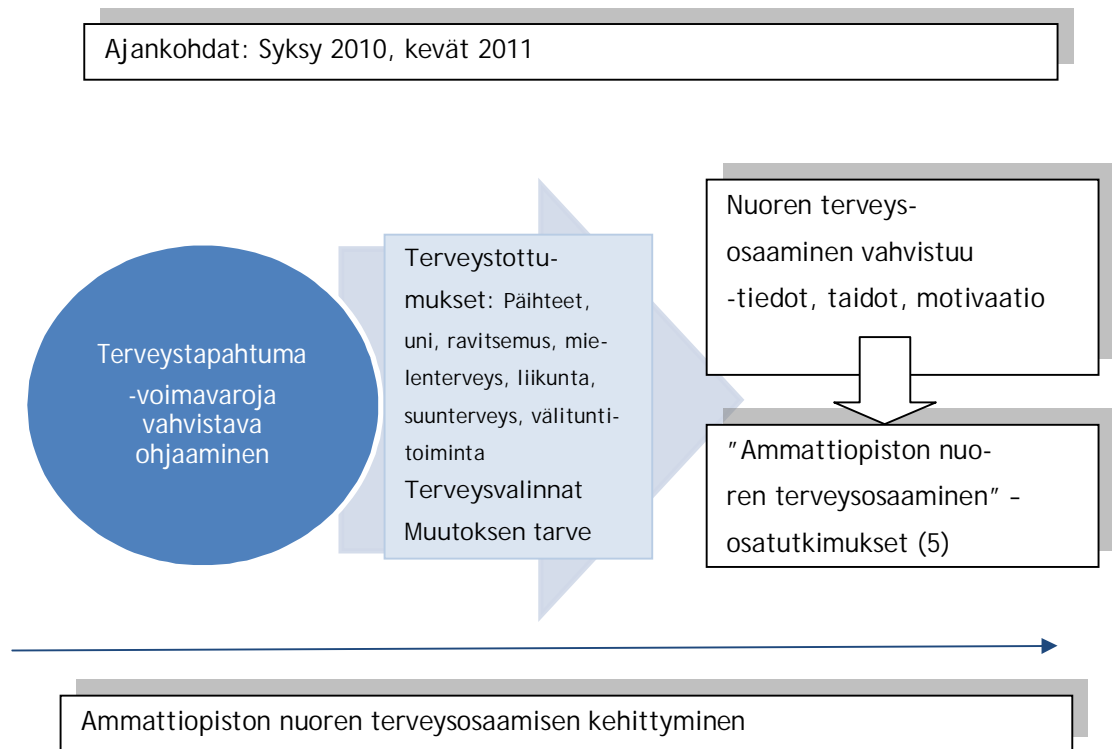 Ajankohdat: Syksy 2010, kevät 2011
Terveystapahtuma
-voimavaroja
vahvistava
ohjaaminen
Terveystottu-
mukset: Päihteet,
uni, ravitsemus, mie-
lenterveys, liikunta,
suunterveys, välitunti-
toiminta
Terveysvalinnat
Muutoksen tarve
Nuoren terveys-
osaaminen vahvistuu
-tiedot, taidot, motivaatio
”Ammattiopiston nuo-
ren terveysosaaminen” –
osatutkimukset (5)
Ammattiopiston nuoren terveysosaamisen kehittyminen